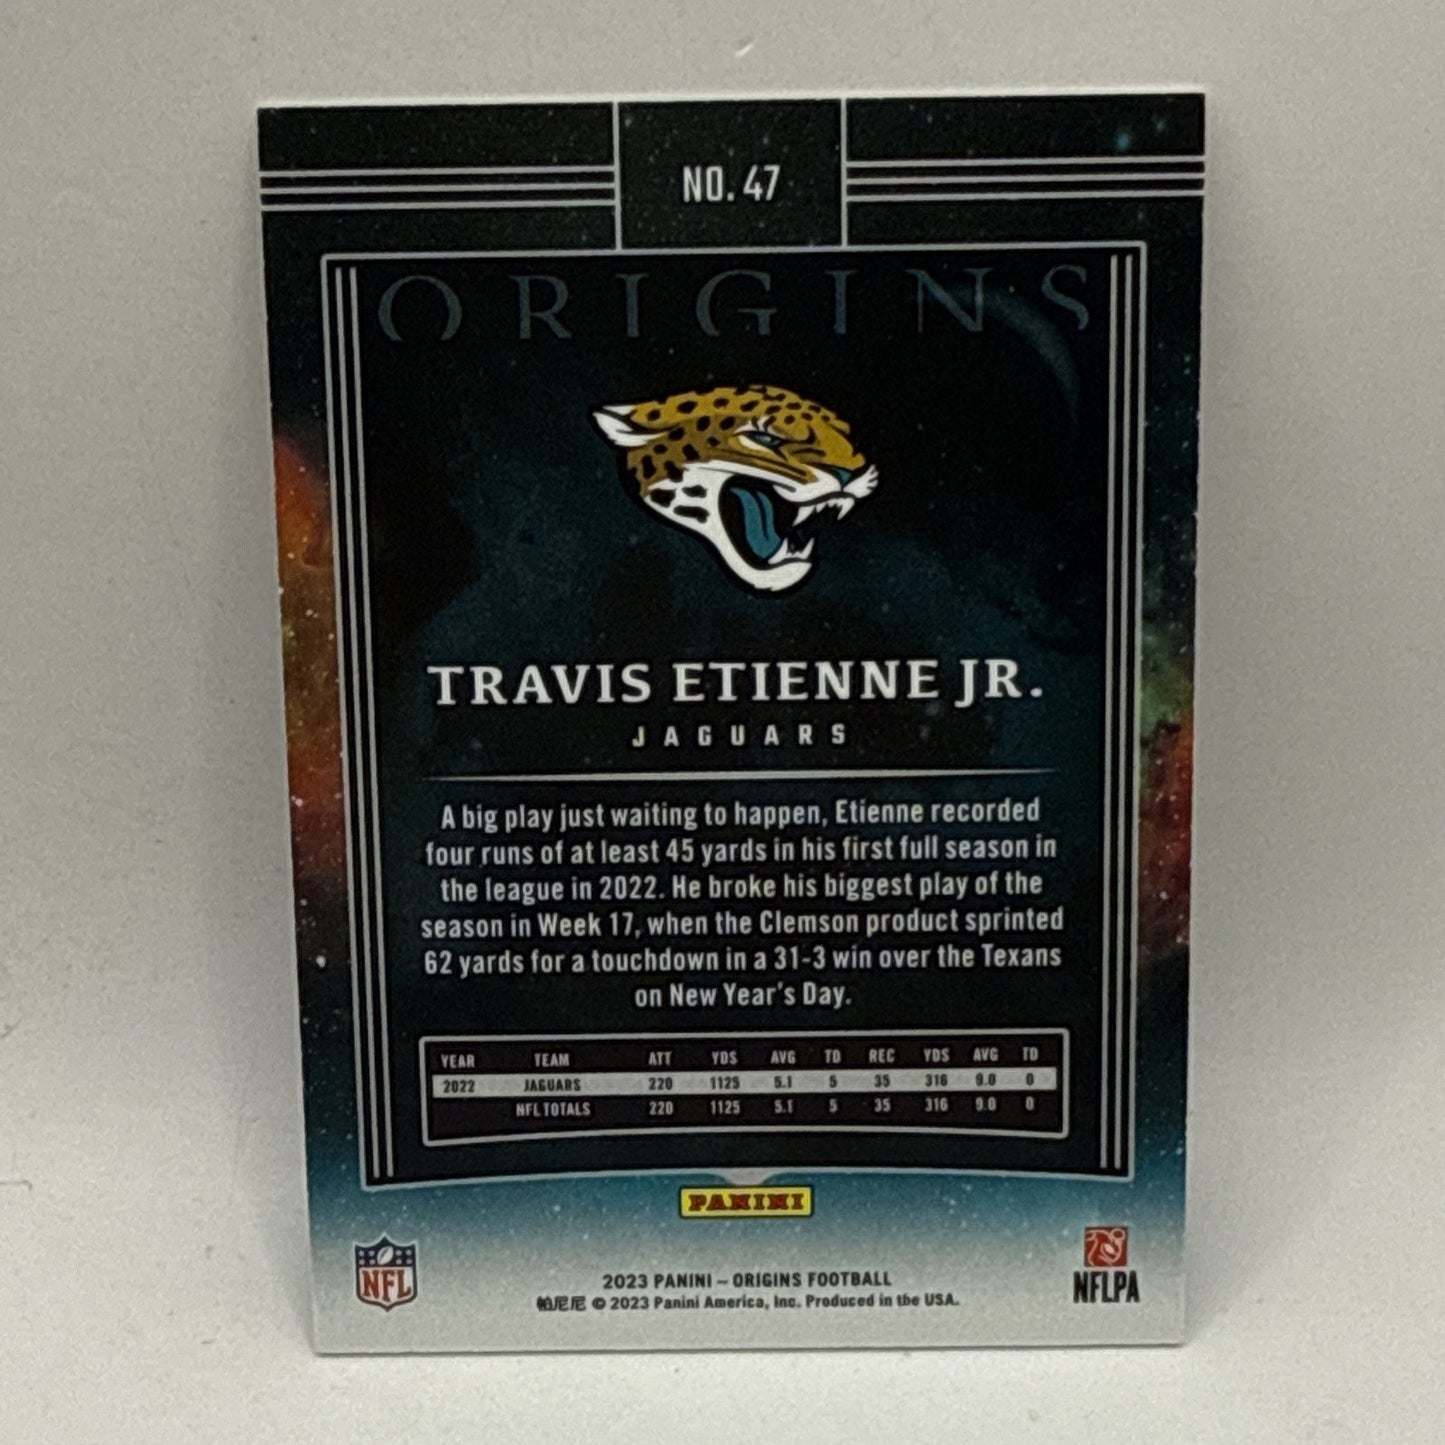 NO. 47
ORIGINS
TRAVIS ETIENNE JR.
JAGUARS
A big play just waiting to happen, Etienne recorded
four runs of at least 45 yards in his first full season in
the league in 2022. He broke his biggest play of the
season in Week 17, when the Clemson product sprinted
62 yards for a touchdown in a 31-3 win over the Texans
on New Year's Day.
YEAR TEAM ATT YDS AVG TD REC YDS AVG TD
2022 JAGUARS 220 1125 5.1 5 35 316 9.0 0
NFL TOTALS 220 1125 5.1 5 35 316 9.0 0
PANINI
NFL
NFLPA
2023 PANINI – ORIGINS FOOTBALL
帕尼尼 © 2023 Panini America, Inc. Produced in the USA.